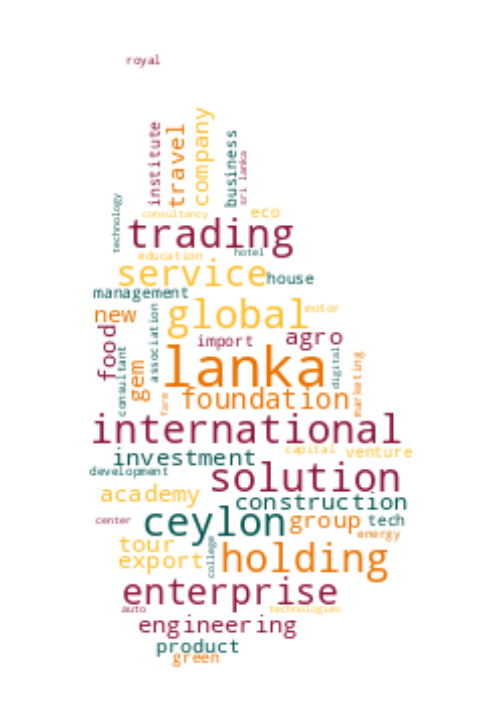 royal
institute
travel
company
business
sri lanka
technology
consultancy
eco
trading
hotel
education
service
house
management
new
global
motor
association
import
agro
food
lanka
digital
marketing
consultant
gem
farm
foundation
international
investment
capital
venture
development
solution
academy
construction
center
ceylon
group
tech
energy
tour
export
college
holding
enterprise
auto
technologies
engineering
product
green